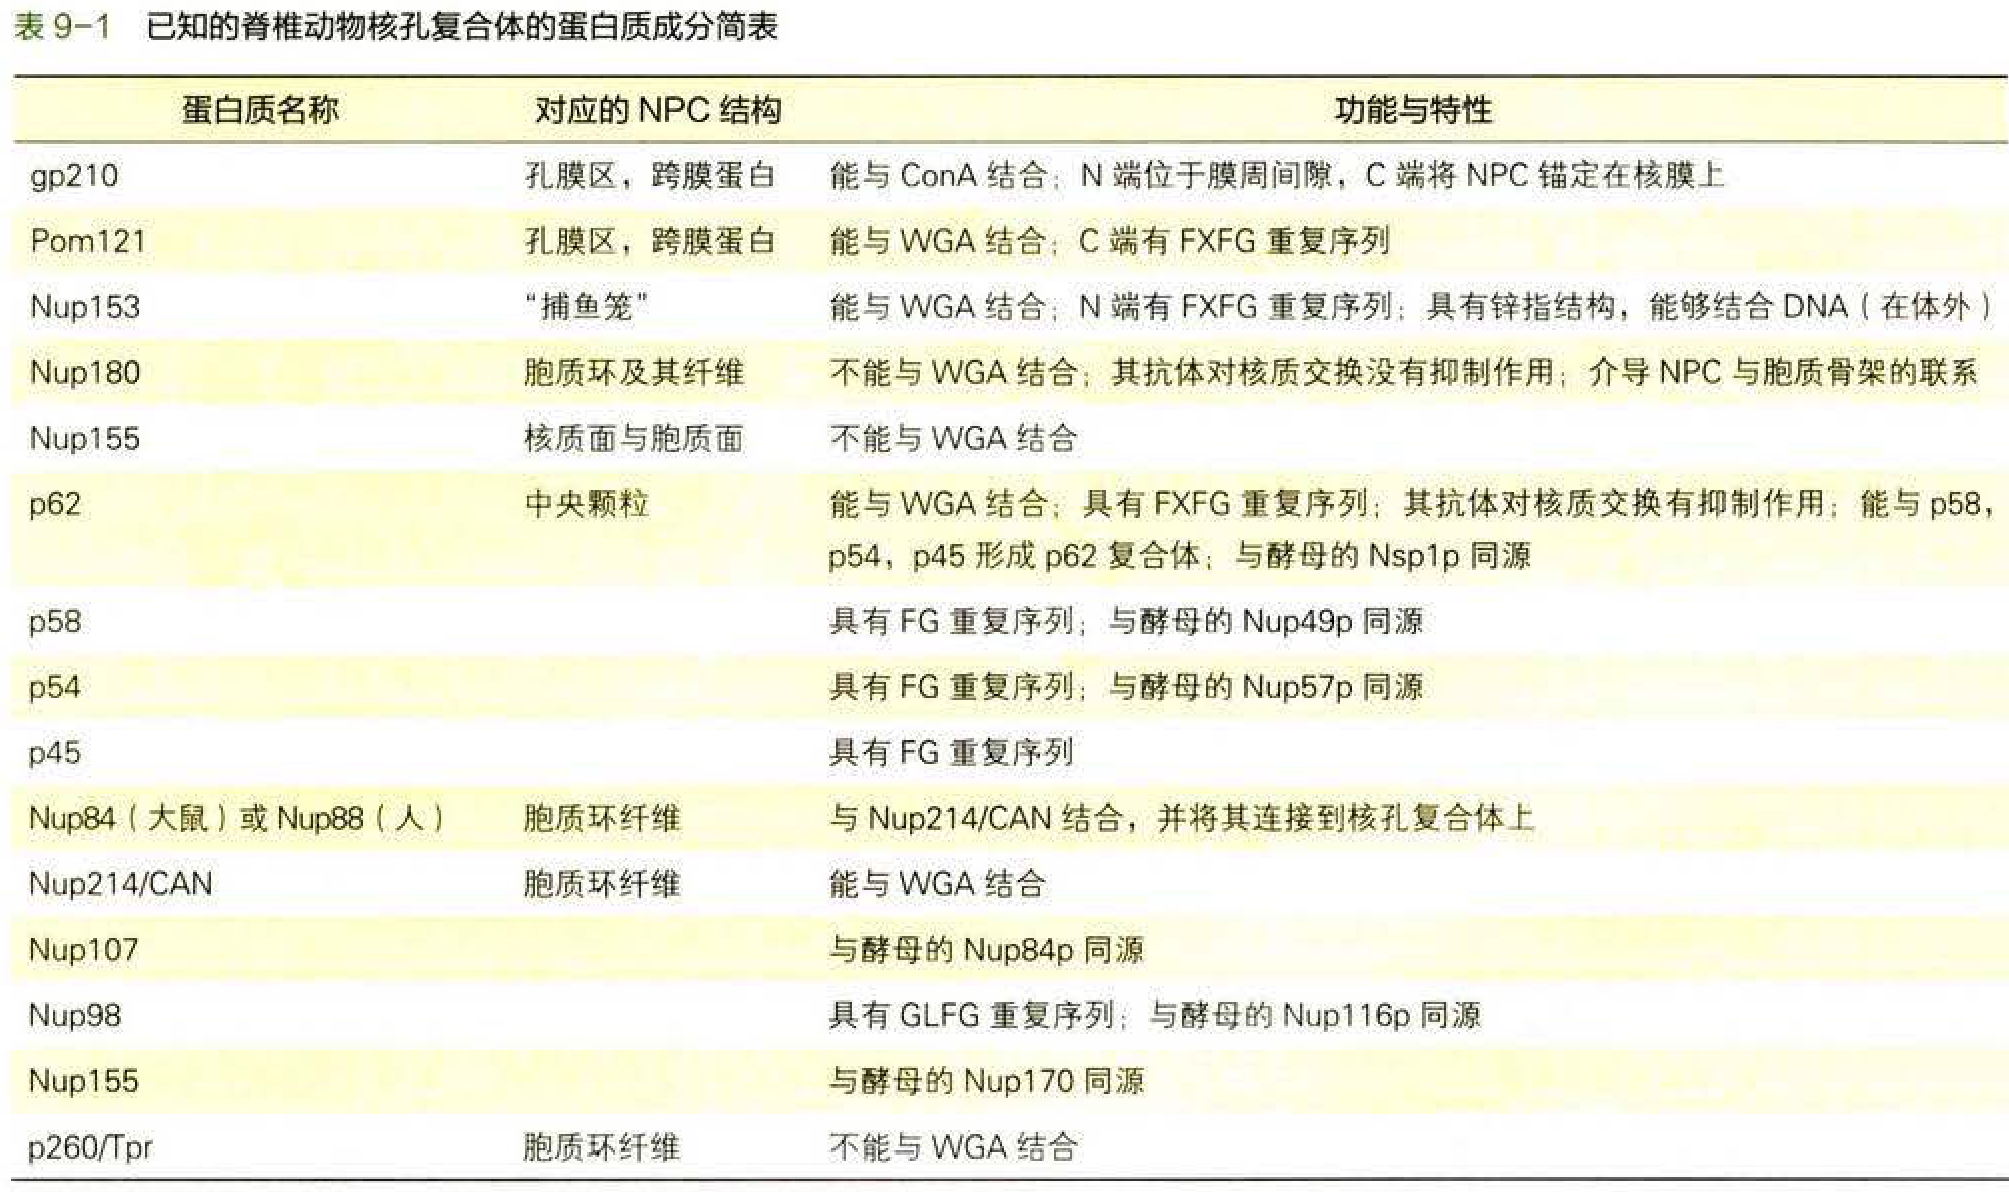 表 9-1 已知的脊椎动物核孔复合体的蛋白质成分简表
蛋白质名称 对应的 NPC 结构 功能与特性
gp210 孔膜区，跨膜蛋白 能与 ConA 结合；N 端位于膜周间隙，C 端将 NPC 锚定在核膜上
Pom121 孔膜区，跨膜蛋白 能与 WGA 结合；C 端有 FXFG 重复序列
Nup153 “捕鱼笼” 能与 WGA 结合；N 端有 FXFG 重复序列；具有锌指结构，能够结合 DNA（在体外）
Nup180 胞质环及其纤维 不能与 WGA 结合；其抗体对核质交换没有抑制作用；介导 NPC 与胞质骨架的联系
Nup155 核质面与胞质面 不能与 WGA 结合
p62 中央颗粒 能与 WGA 结合；具有 FXFG 重复序列；其抗体对核质交换有抑制作用；能与 p58，
p54，p45 形成 p62 复合体；与酵母的 Nsp1p 同源
p58 具有 FG 重复序列；与酵母的 Nup49p 同源
p54 具有 FG 重复序列；与酵母的 Nup57p 同源
p45 具有 FG 重复序列
Nup84（大鼠）或 Nup88（人） 胞质环纤维 与 Nup214/CAN 结合，并将其连接到核孔复合体上
Nup214/CAN 胞质环纤维 能与 WGA 结合
Nup107 与酵母的 Nup84p 同源
Nup98 具有 GLFG 重复序列；与酵母的 Nup116p 同源
Nup155 与酵母的 Nup170 同源
p260/Tpr 胞质环纤维 不能与 WGA 结合